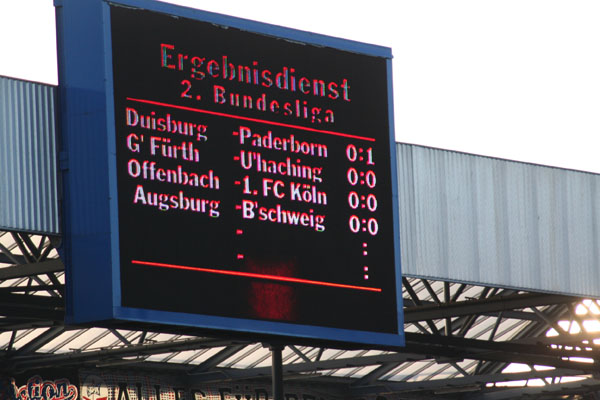 Ergebnisdienst
2. Bundesliga
Duisburg - Paderborn 0:1
G' Fürth - U'haching 0:0
Offenbach - 1. FC Köln 0:0
Augsburg - B'schweig 0:0
- :
- :